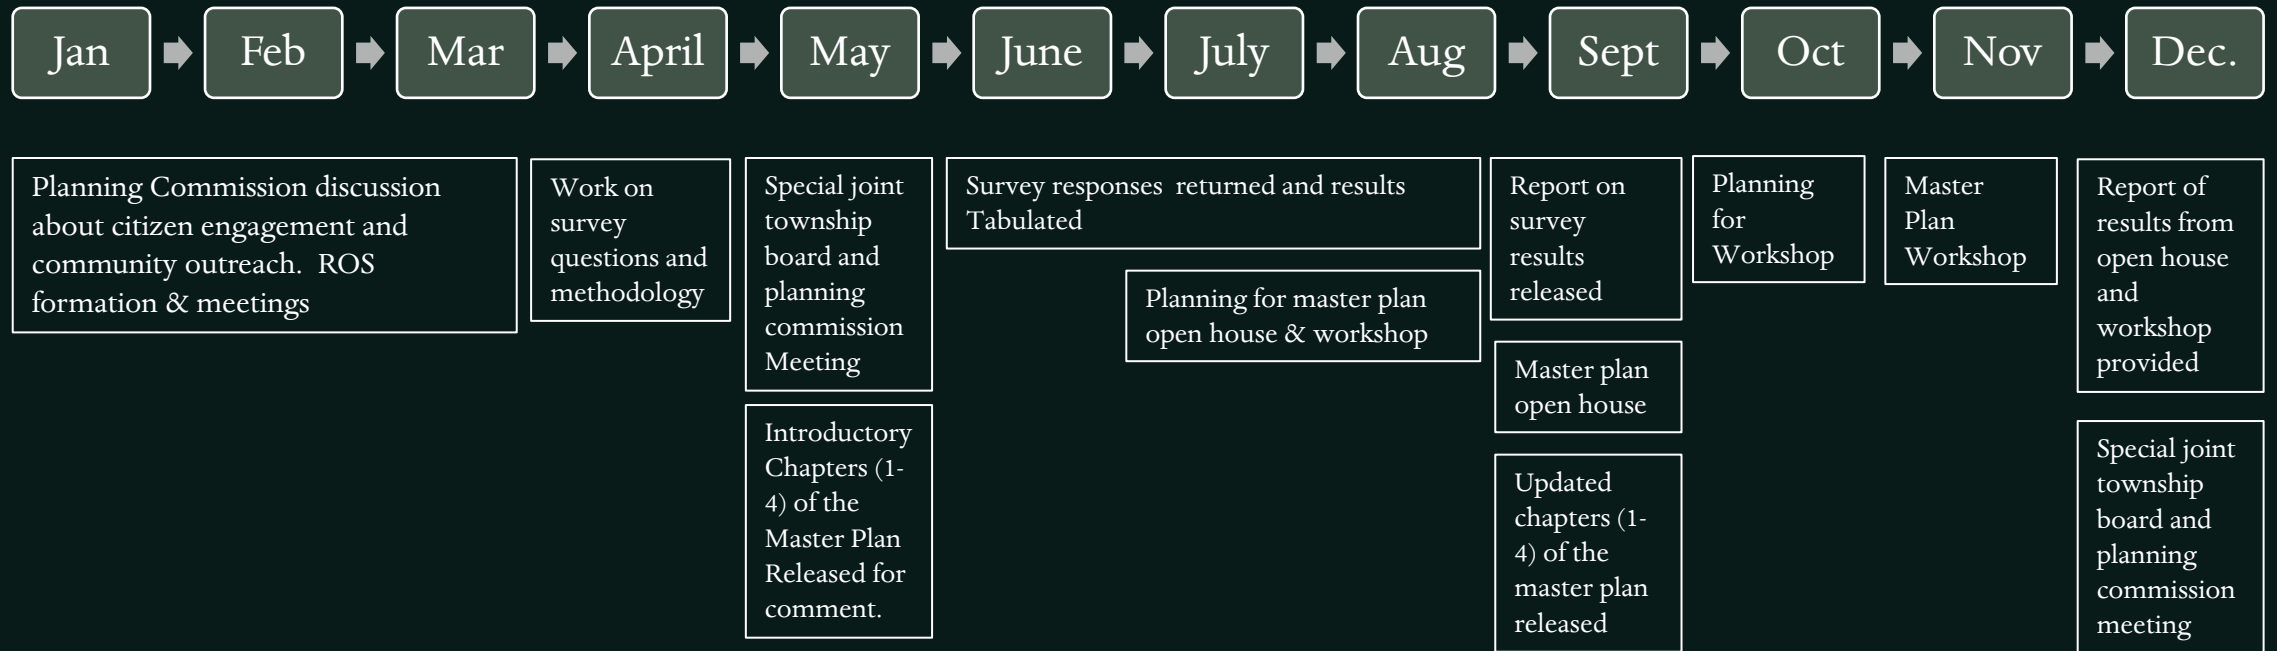 Jan
Feb
Mar
April
May
June
July
Aug
Sept
Oct
Nov
Dec.
Planning Commission discussion
about citizen engagement and
community outreach.  ROS
formation & meetings
Work on
survey
questions and
methodology
Special joint
township
board and
planning
commission
Meeting
Introductory
Chapters (1-
4) of the
Master Plan
Released for
comment.
Survey responses  returned and results
Tabulated
Planning for master plan
open house & workshop
Report on
survey
results
released
Master plan
open house
Updated
chapters (1-
4) of the
master plan
released
Planning
for
Workshop
Master
Plan
Workshop
Report of
results from
open house
and
workshop
provided
Special joint
township
board and
planning
commission
meeting